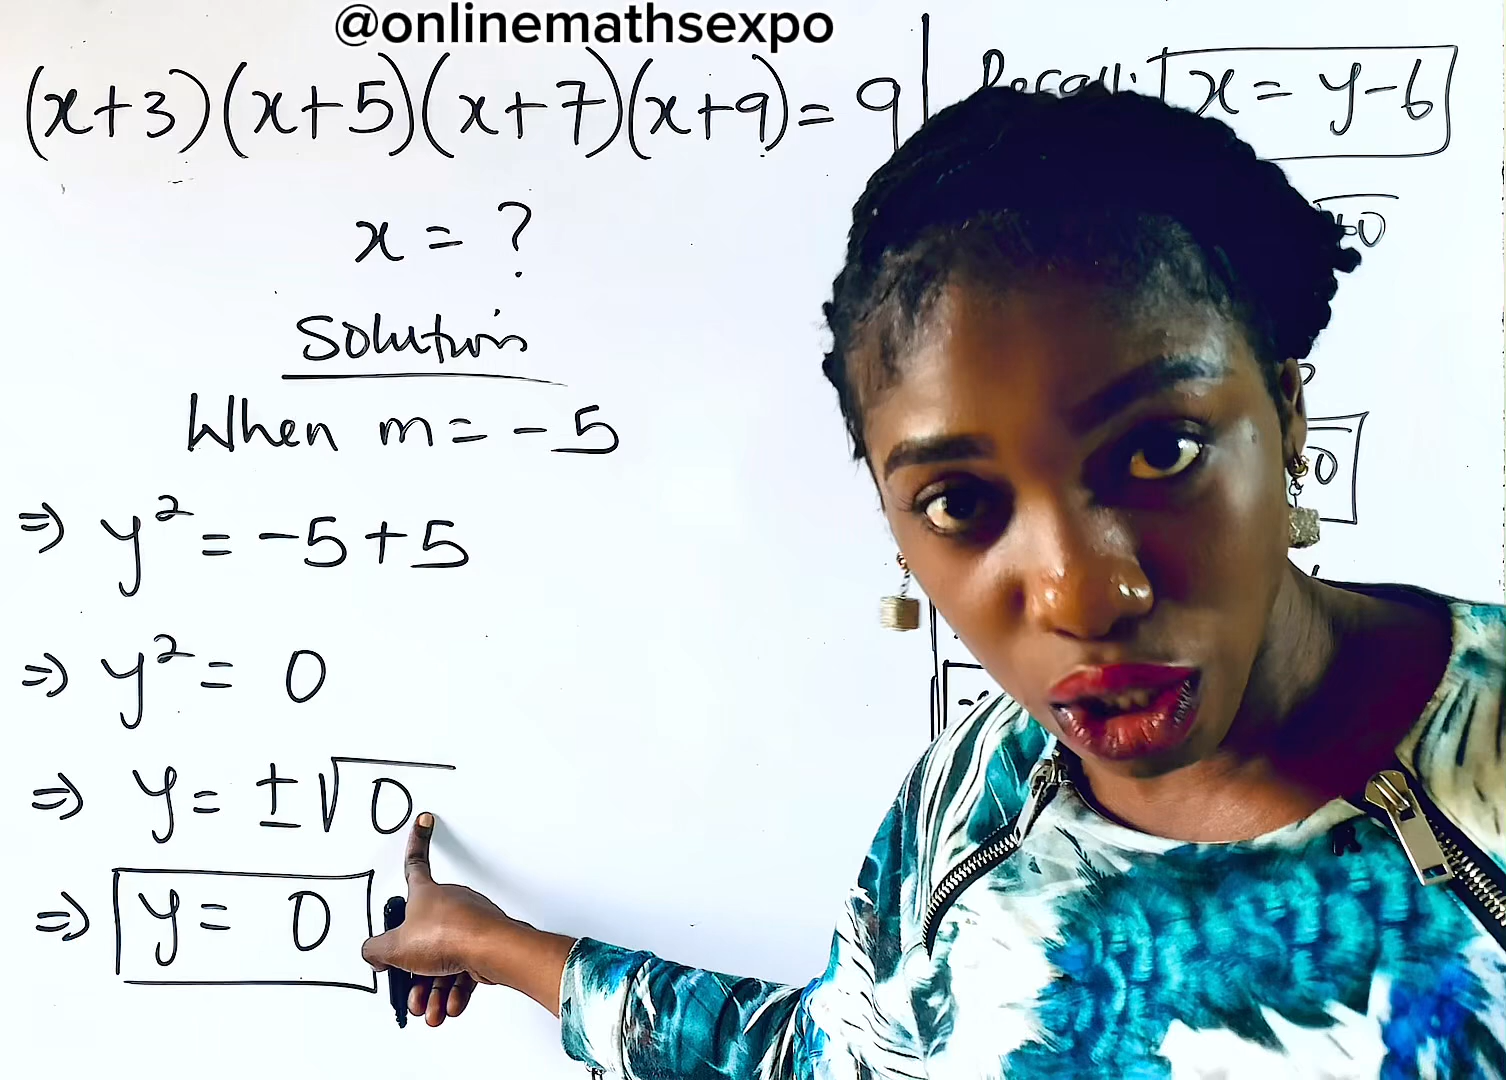 @onlinemathsexpo
(x+3)(x+5)(x+7)(x+9)= 9
x = ?
Solution
When m = -5
⇒ y² = -5+5
⇒ y² = 0
⇒ y = ±√0
⇒ y = 0
Recall: x = y-6